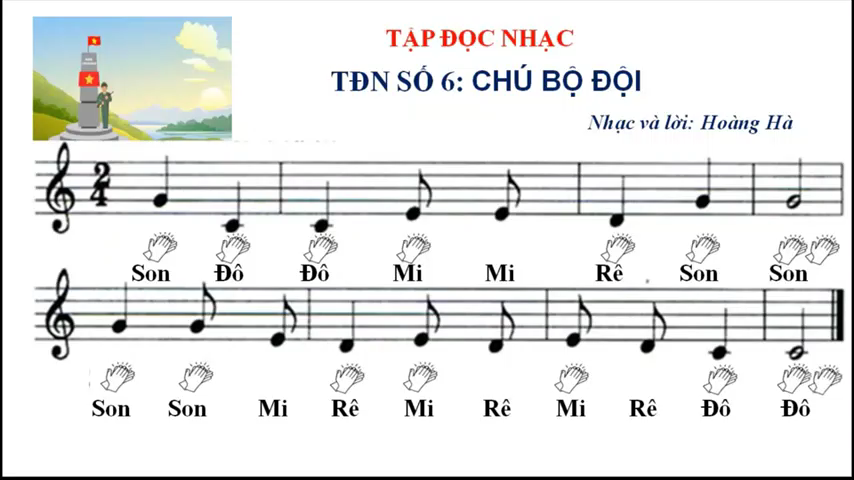 TẬP ĐỌC NHẠC
TĐN SỐ 6: CHÚ BỘ ĐỘI
Nhạc và lời: Hoàng Hà
2
4
Son Đô Đô Mi Mi Rê Son Son
Son Son Mi Rê Mi Rê Mi Rê Đô Đô